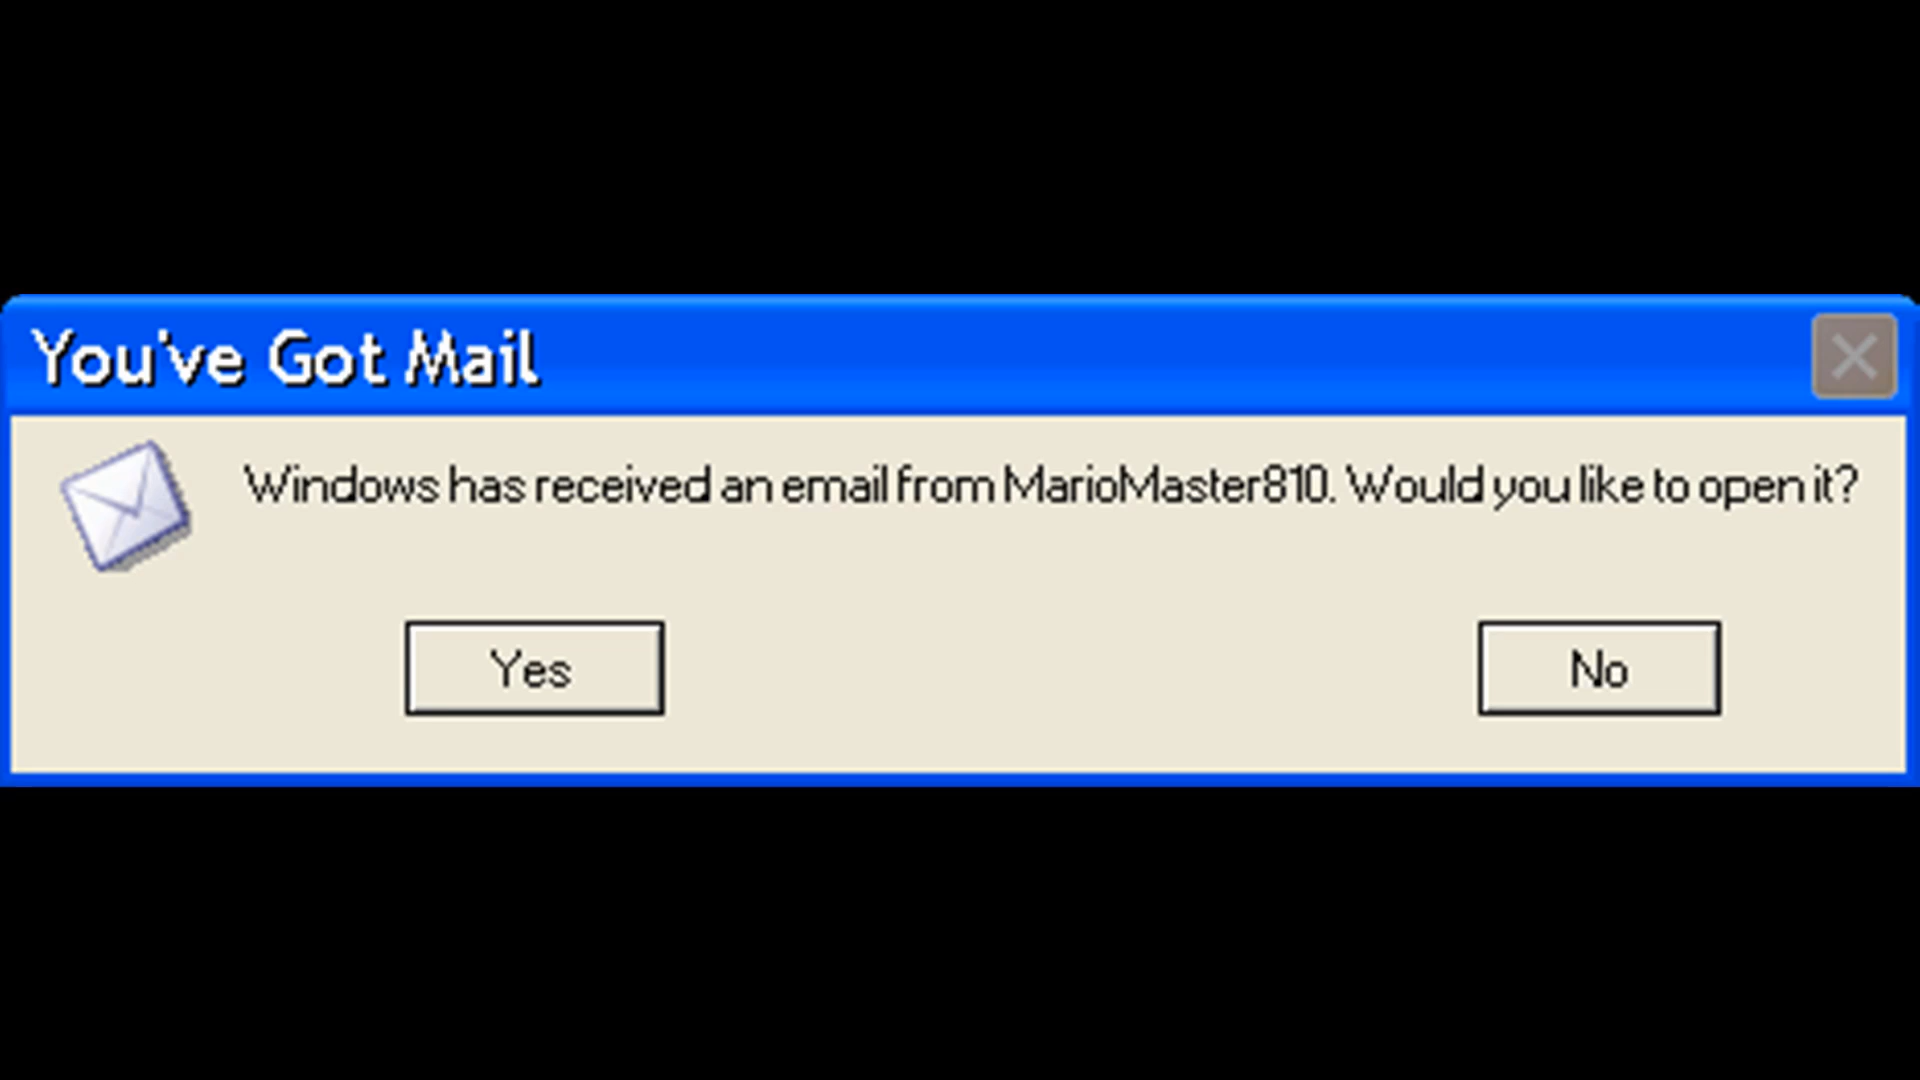 You've Got Mail
Windows has received an email from MarioMaster810. Would you like to open it?
Yes
No